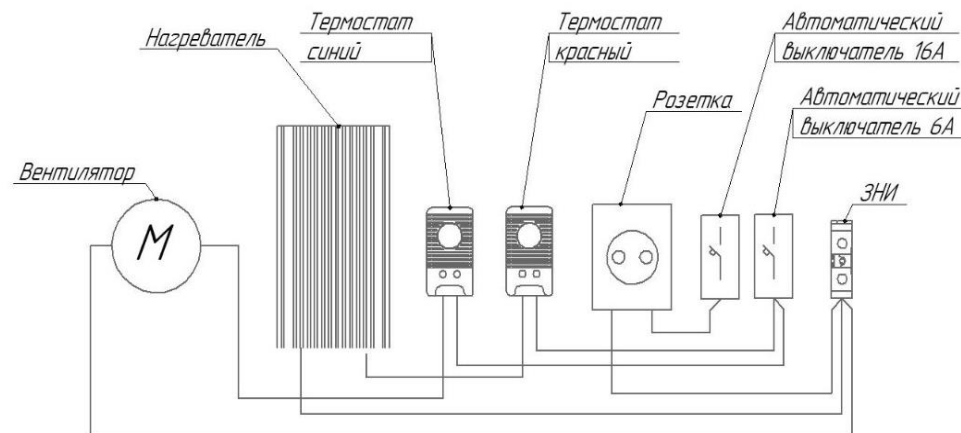 Термостат
синий
Термостат
красный
Автоматический
выключатель 16А
Нагреватель
Розетка
Автоматический
выключатель 6А
Вентилятор
ЗНИ
М